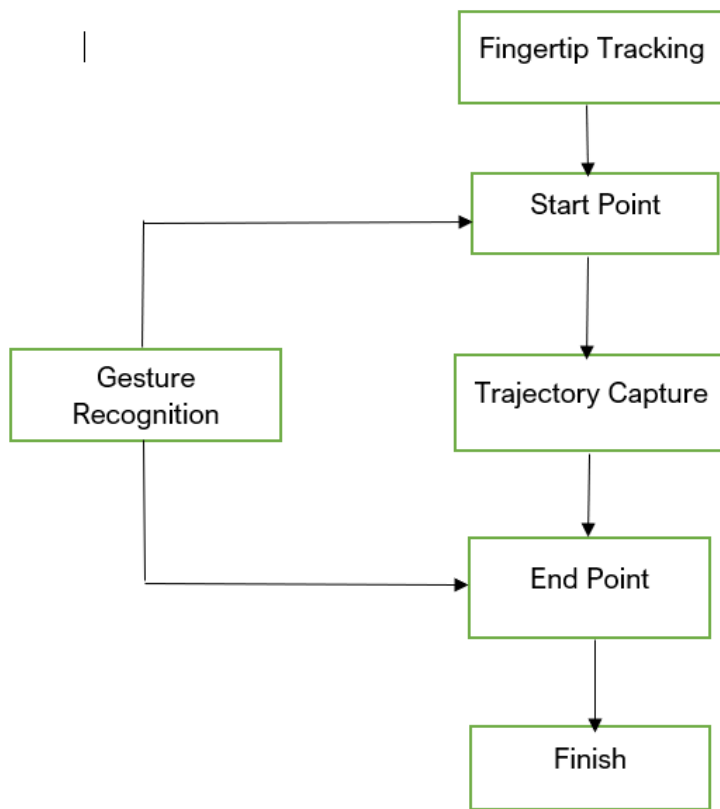 Fingertip Tracking
Start Point
Gesture
Recognition
Trajectory Capture
End Point
Finish